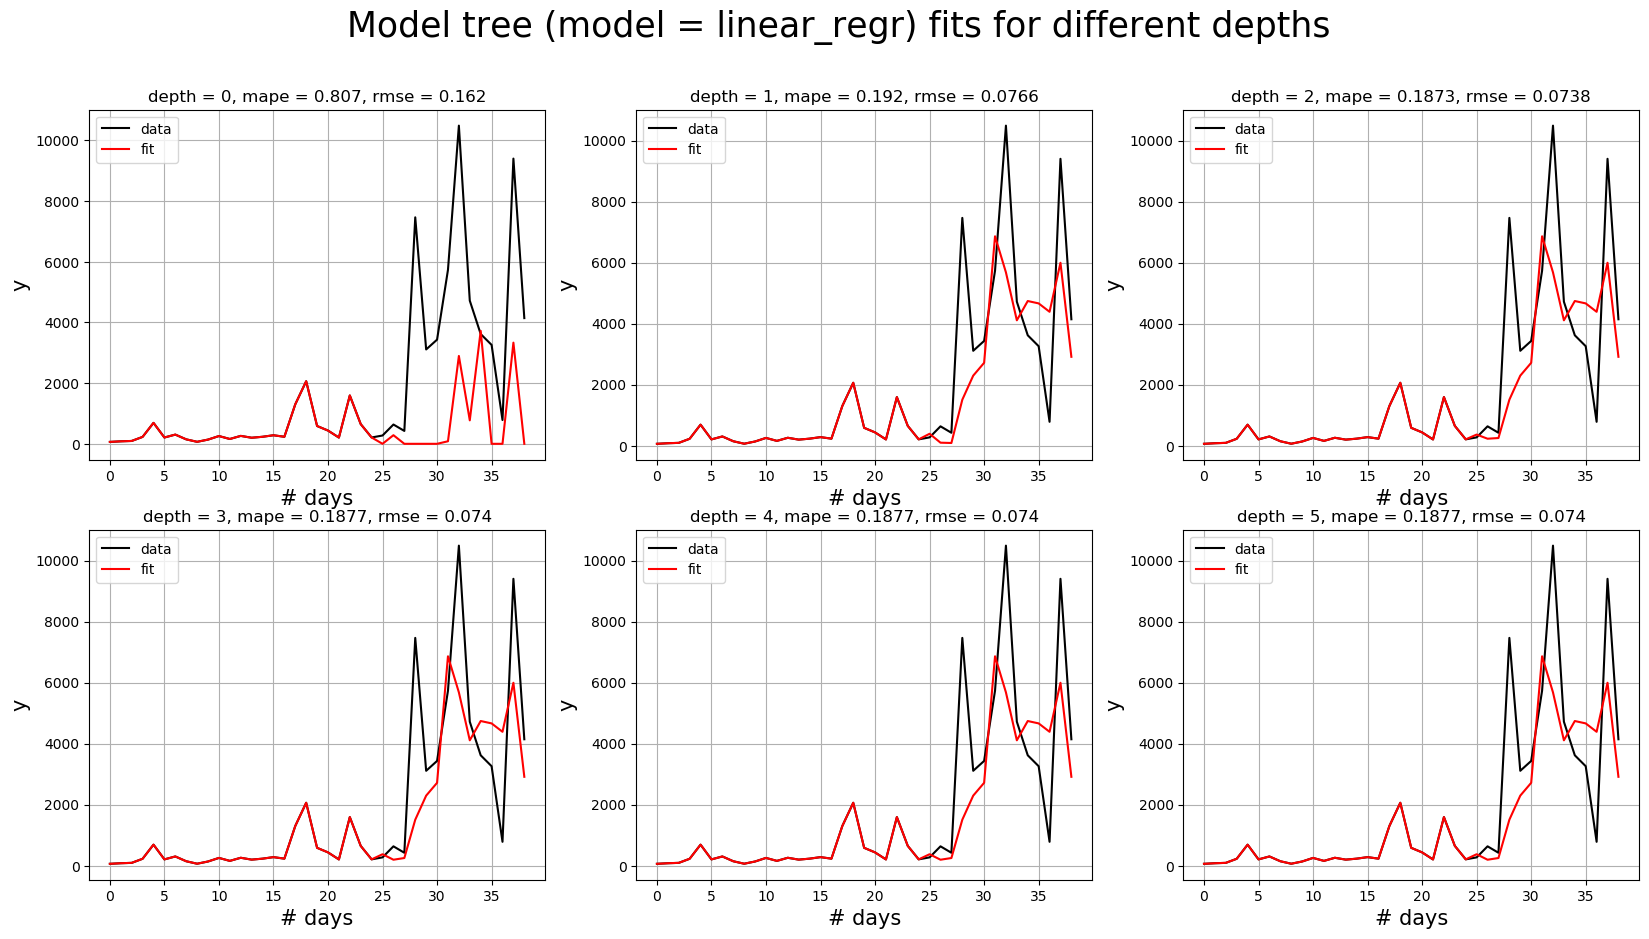 Model tree (model = linear_regr) fits for different depths
depth = 0, mape = 0.807, rmse = 0.162
data
fit
10000
8000
6000
4000
2000
0
y
0 5 10 15 20 25 30 35
# days
depth = 1, mape = 0.192, rmse = 0.0766
data
fit
10000
8000
6000
4000
2000
0
y
0 5 10 15 20 25 30 35
# days
depth = 2, mape = 0.1873, rmse = 0.0738
data
fit
10000
8000
6000
4000
2000
0
y
0 5 10 15 20 25 30 35
# days
depth = 3, mape = 0.1877, rmse = 0.074
data
fit
10000
8000
6000
4000
2000
0
y
0 5 10 15 20 25 30 35
# days
depth = 4, mape = 0.1877, rmse = 0.074
data
fit
10000
8000
6000
4000
2000
0
y
0 5 10 15 20 25 30 35
# days
depth = 5, mape = 0.1877, rmse = 0.074
data
fit
10000
8000
6000
4000
2000
0
y
0 5 10 15 20 25 30 35
# days